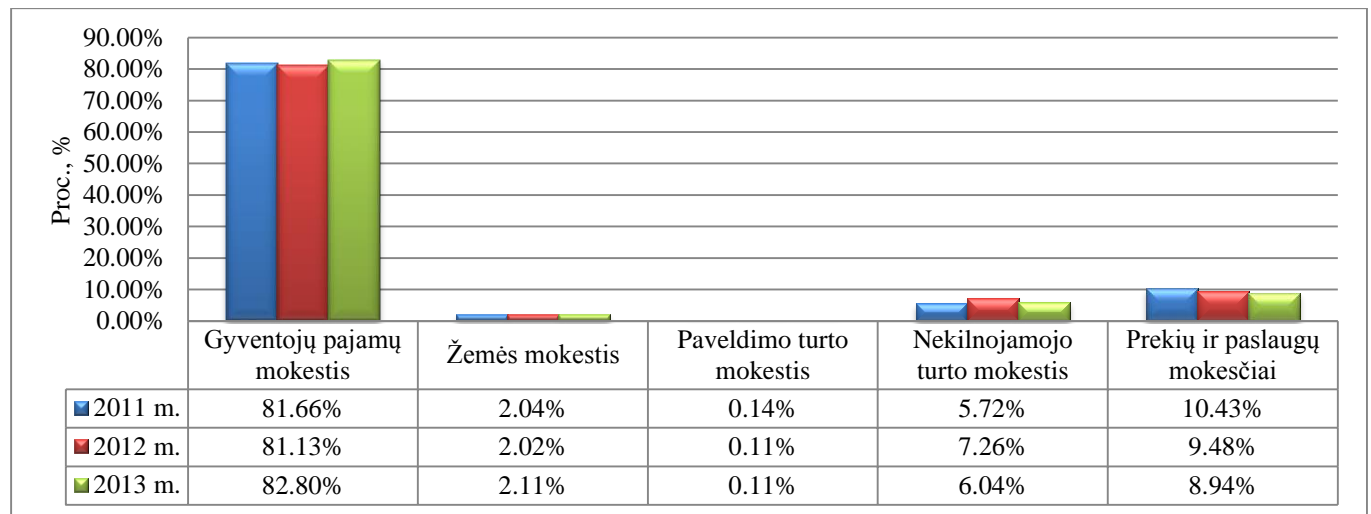 90.00%
80.00%
70.00%
60.00%
50.00%
40.00%
30.00%
20.00%
10.00%
0.00%
Proc., %
Gyventojų pajamų
mokestis
Žemės mokestis
Paveldimo turto
mokestis
Nekilnojamojo
turto mokestis
Prekių ir paslaugų
mokesčiai
2011 m. 81.66% 2.04% 0.14% 5.72% 10.43%
2012 m. 81.13% 2.02% 0.11% 7.26% 9.48%
2013 m. 82.80% 2.11% 0.11% 6.04% 8.94%